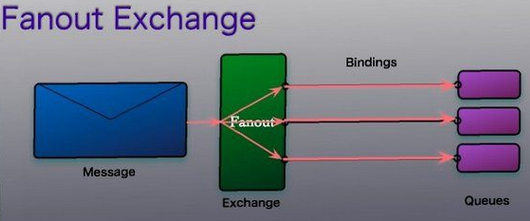 Fanout Exchange
Bindings
Fanout
Message
Exchange
Queues